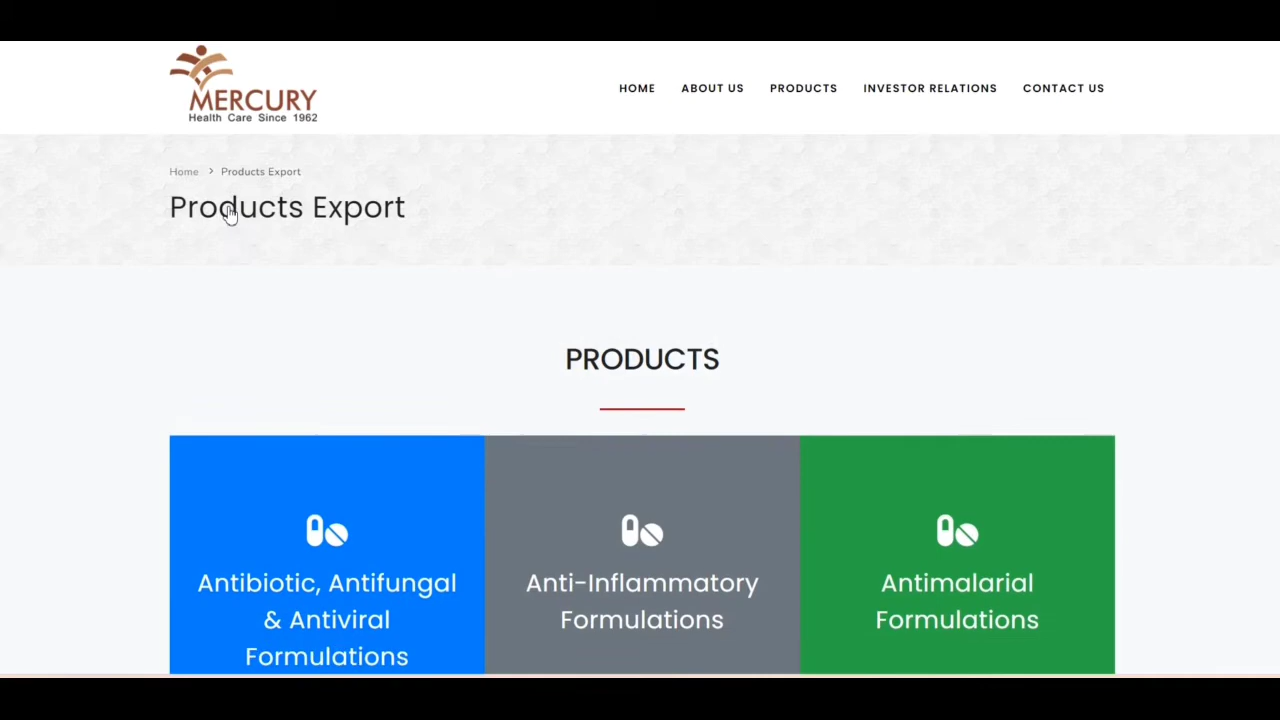 MERCURY
Health Care Since 1962
HOME ABOUT US PRODUCTS INVESTOR RELATIONS CONTACT US
Home > Products Export
Products Export
PRODUCTS
Antibiotic, Antifungal
& Antiviral
Formulations
Anti-Inflammatory
Formulations
Antimalarial
Formulations